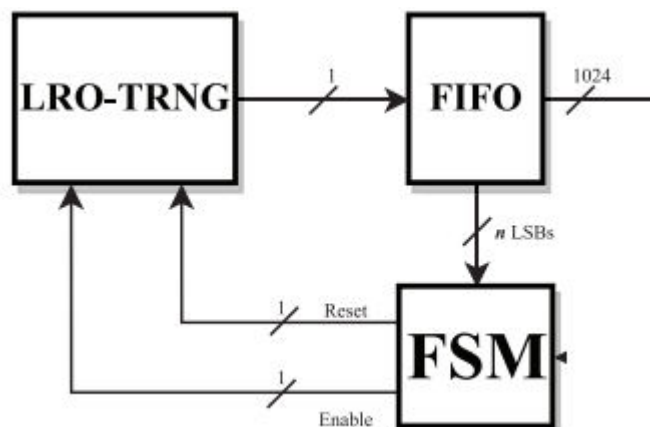 LRO-TRNG
1
FIFO
1024
n LSBs
1
Reset
FSM
1
Enable